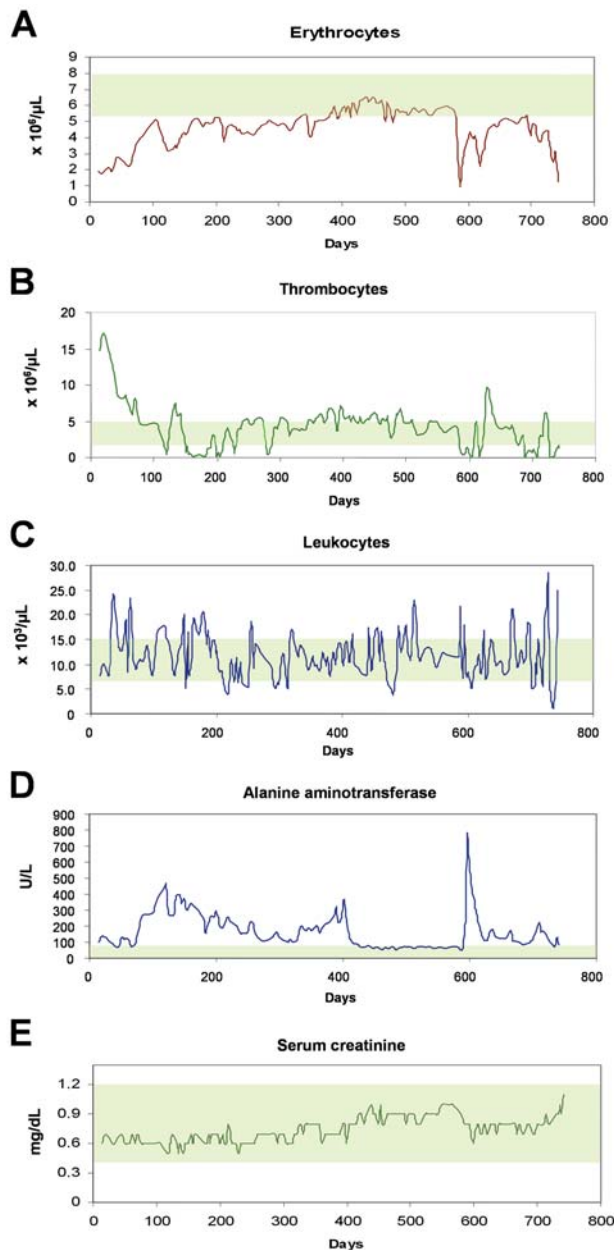 A
Erythrocytes
x 10⁶/µL
9
8
7
6
5
4
3
2
1
0
0 100 200 300 400 500 600 700 800
Days
B
Thrombocytes
x 10⁶/µL
20
15
10
5
0
0 100 200 300 400 500 600 700 800
Days
C
Leukocytes
x 10³/µL
30.0
25.0
20.0
15.0
10.0
5.0
0
0 200 400 600 800
Days
D
Alanine aminotransferase
U/L
900
800
700
600
500
400
300
200
100
0
0 200 400 600 800
Days
E
Serum creatinine
mg/dL
1.2
0.9
0.6
0.3
0
0 100 200 300 400 500 600 700 800
Days